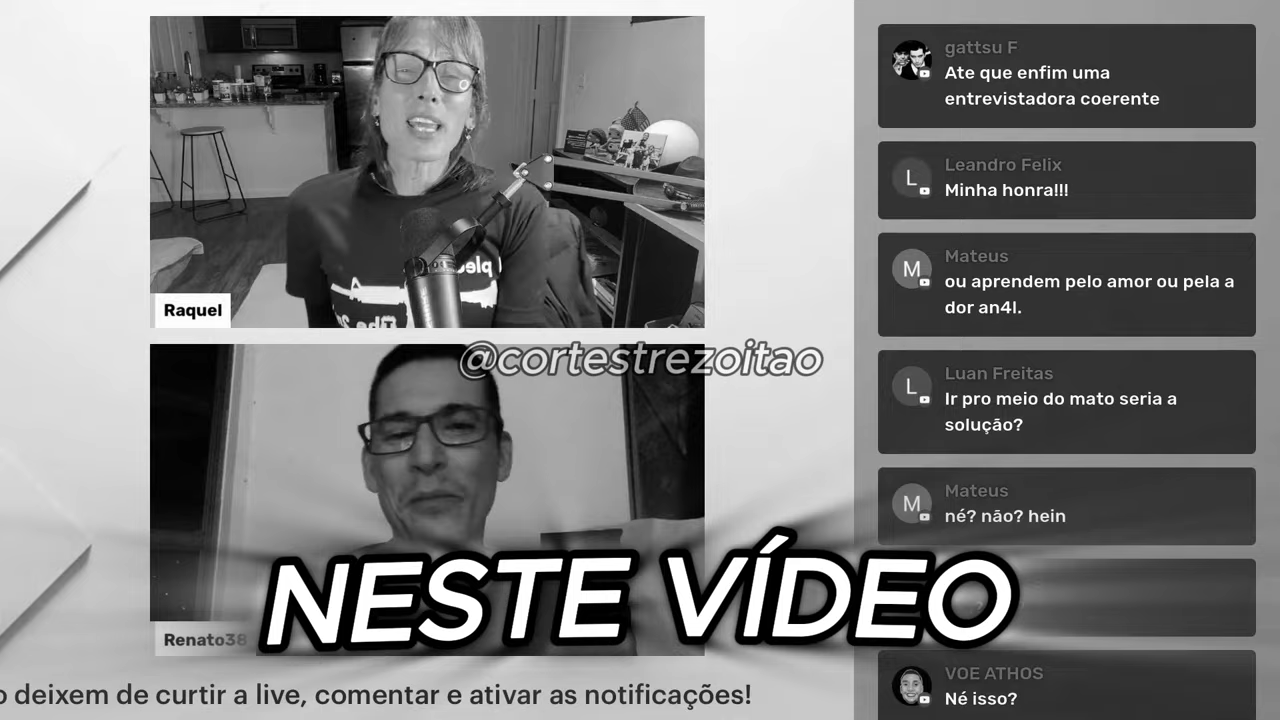 gattsu F
Ate que enfim uma
entrevistadora coerente
L
Leandro Felix
Minha honra!!!
M
Mateus
ou aprendem pelo amor ou pela a
dor an4l.
L
Luan Freitas
Ir pro meio do mato seria a
solução?
M
Mateus
né? não? hein
VOE ATHOS
Né isso?
Raquel
@cortestrezoitao
NESTE VÍDEO
Renato38
o deixem de curtir a live, comentar e ativar as notificações!